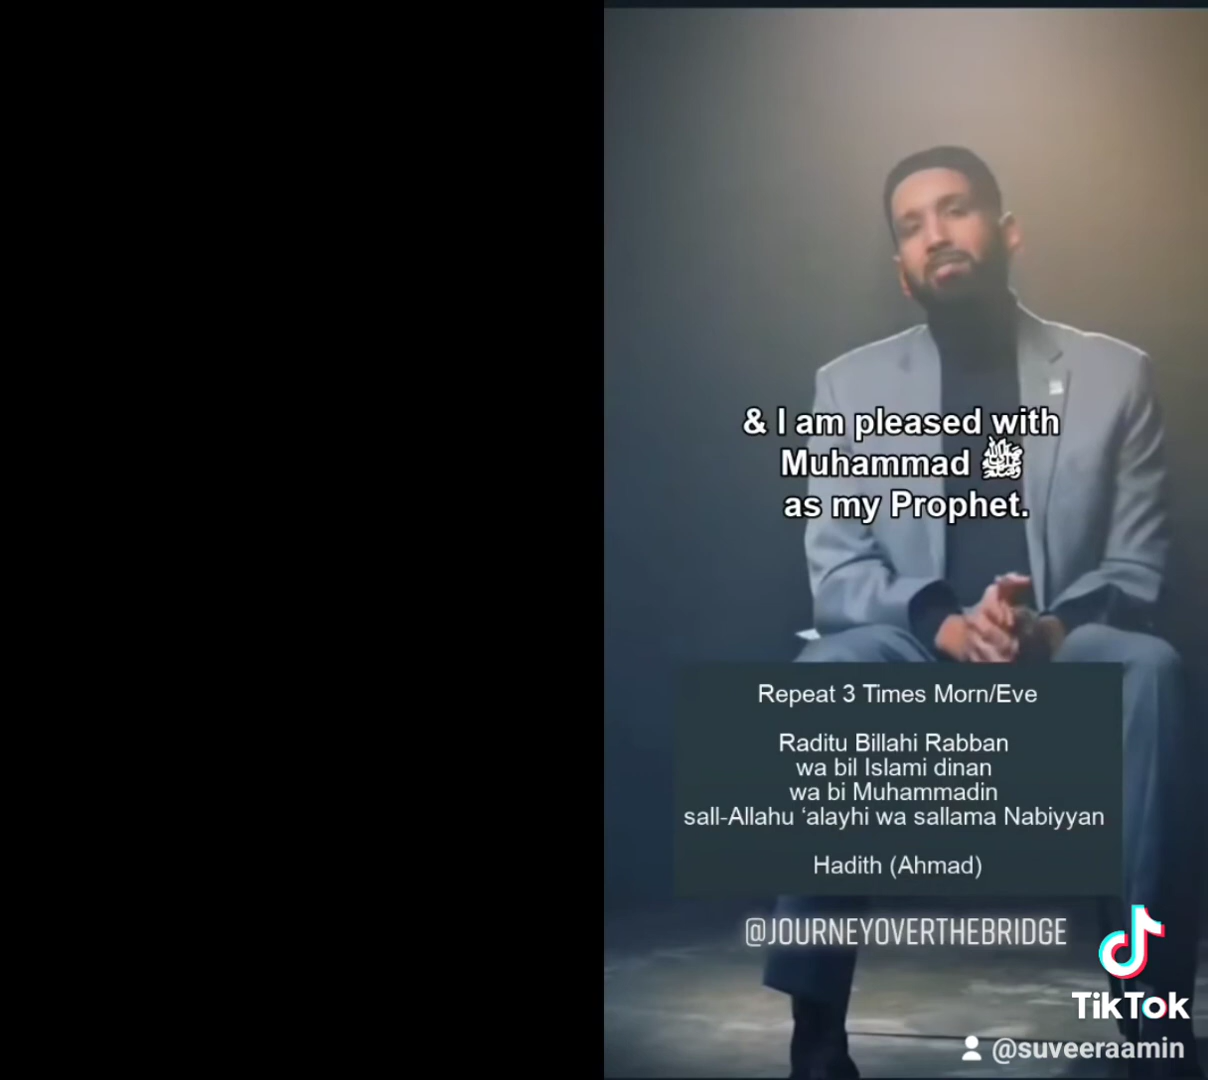 & I am pleased with
Muhammad ﷺ
as my Prophet.
Repeat 3 Times Morn/Eve
Raditu Billahi Rabban
wa bil Islami dinan
wa bi Muhammadin
sall-Allahu ‘alayhi wa sallama Nabiyyan
Hadith (Ahmad)
@JOURNEYOVERTHEBRIDGE
TikTok
@suveeraamin